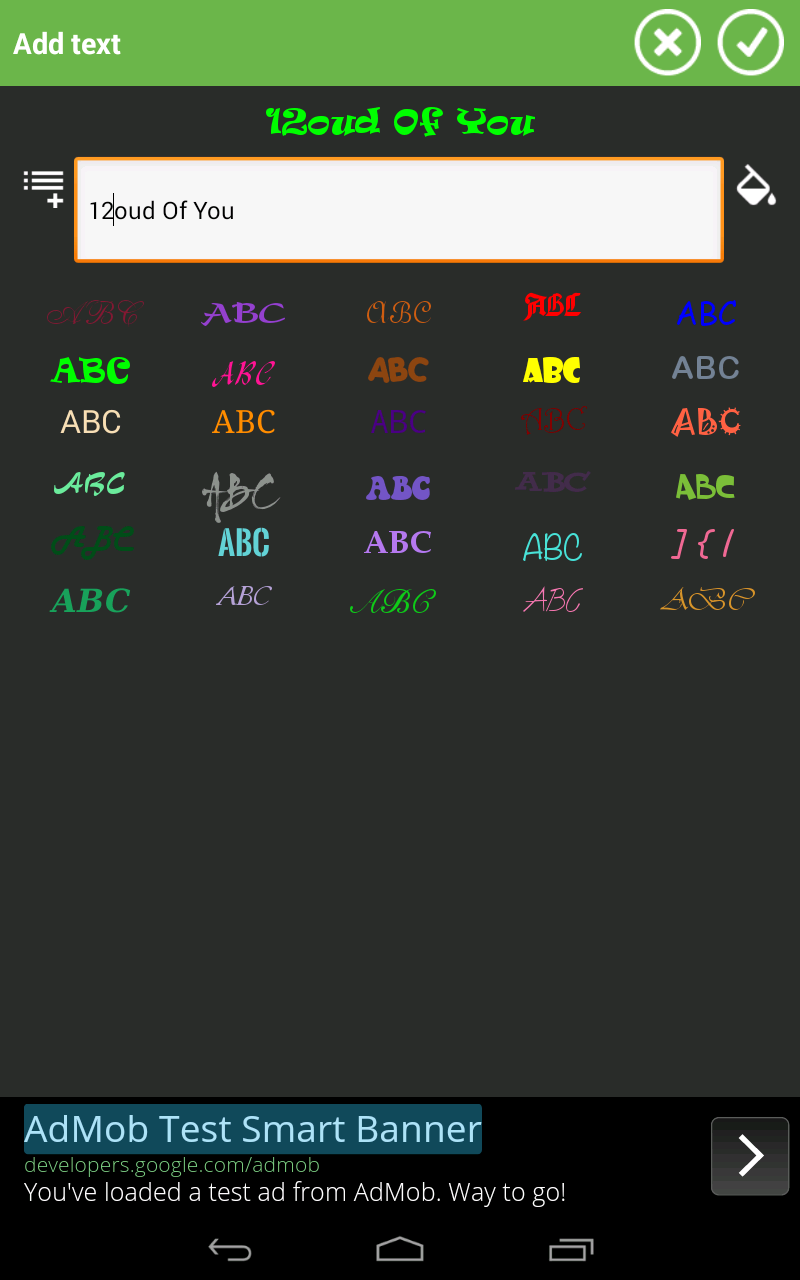 Add text
12oud Of You
12oud Of You
ABC ABC ABC ABC ABC
ABC ABC ABC ABC ABC
ABC ABC ABC ABC ABC
ABC ABC ABC ABC ABC
ABC ABC ABC ABC ] { /
ABC ABC ABC ABC ABC
AdMob Test Smart Banner
developers.google.com/admob
You've loaded a test ad from AdMob. Way to go!